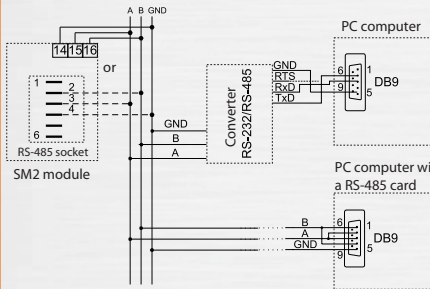 A B GND
PC computer
14 15 16
or
1
2
3
4
6
RS-485 socket
SM2 module
GND
B
A
Converter
RS-232/RS-485
GND
RTS
RxD
TxD
6
9
1
5
DB9
PC computer wi
a RS-485 card
B
A
GND
6
9
1
5
DB9